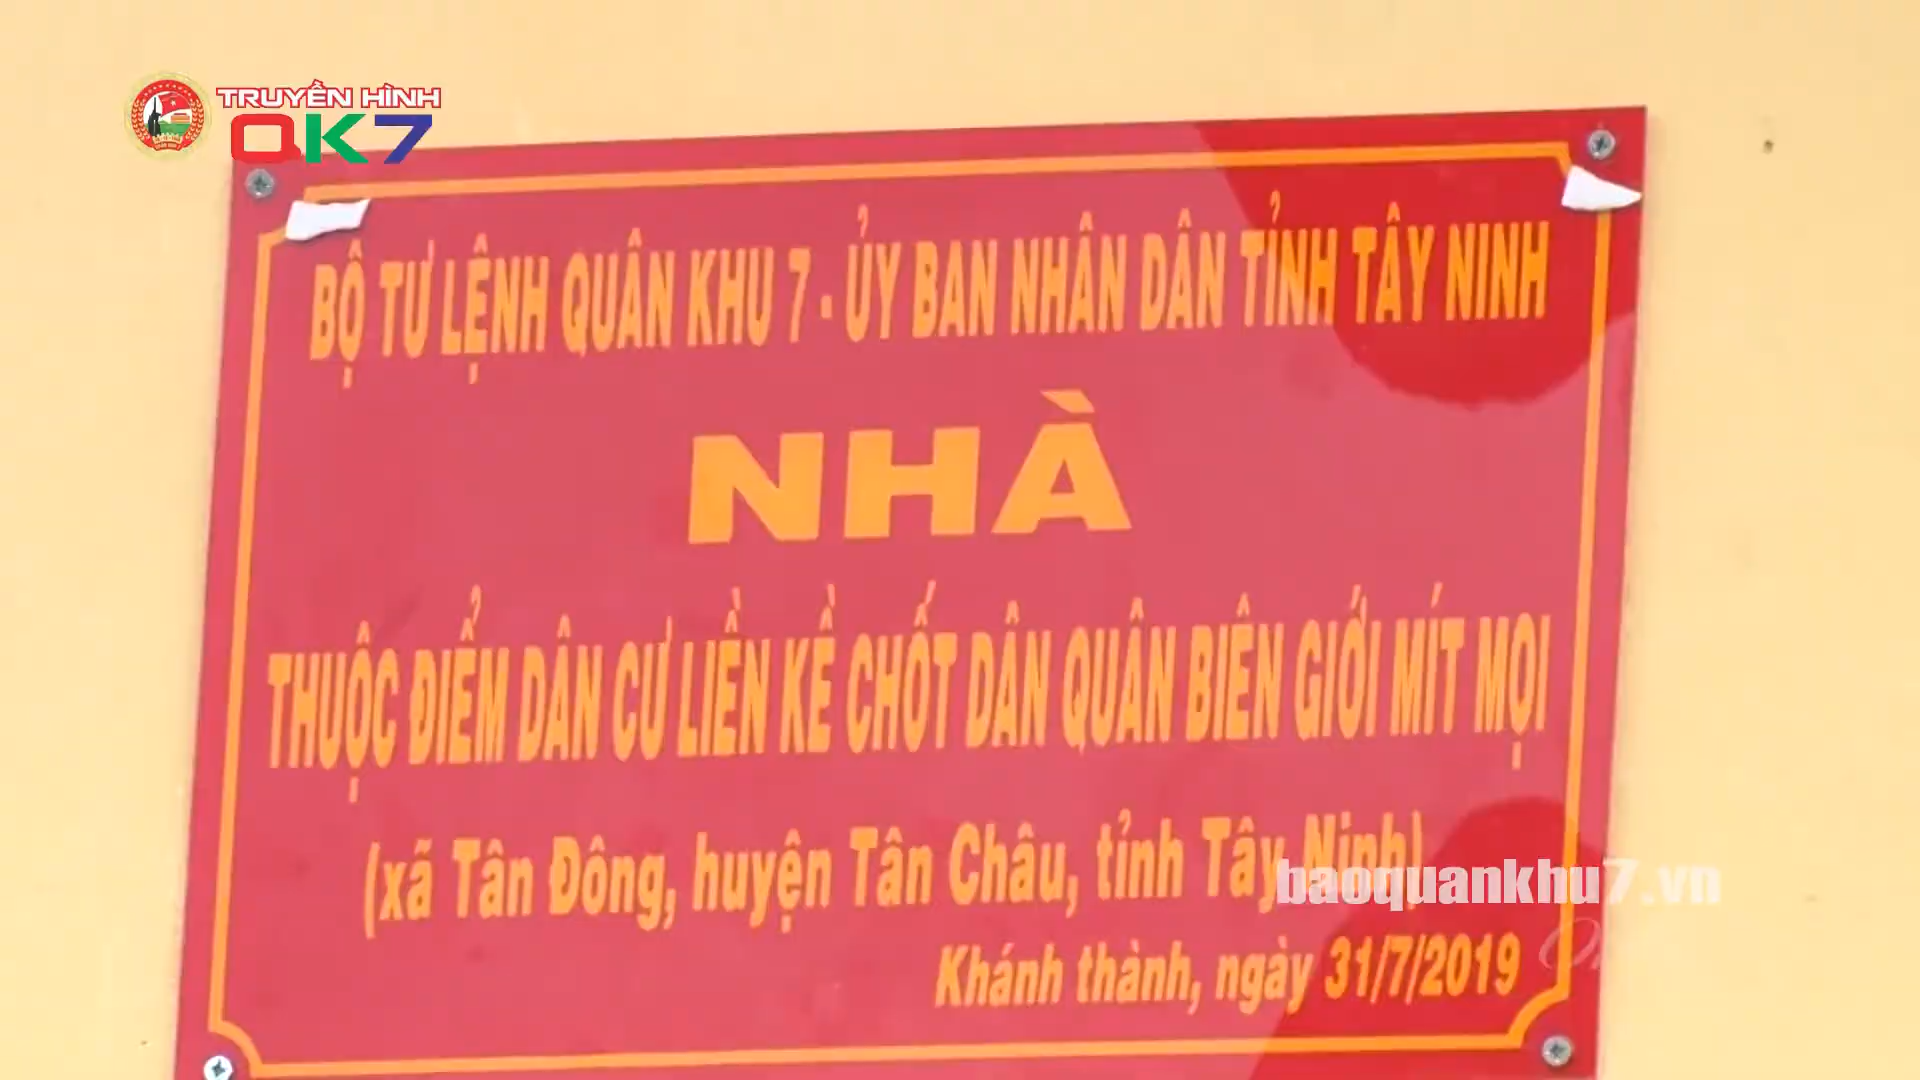 TRUYỀN HÌNH
QK7
BỘ TƯ LỆNH QUÂN KHU 7 - ỦY BAN NHÂN DÂN TỈNH TÂY NINH
NHÀ
THUỘC ĐIỂM DÂN CƯ LIỀN KỀ CHỐT DÂN QUÂN BIÊN GIỚI MÍT MỌI
(xã Tân Đông, huyện Tân Châu, tỉnh Tây Ninh)
baoquankhu7.vn
Khánh thành, ngày 31/7/2019